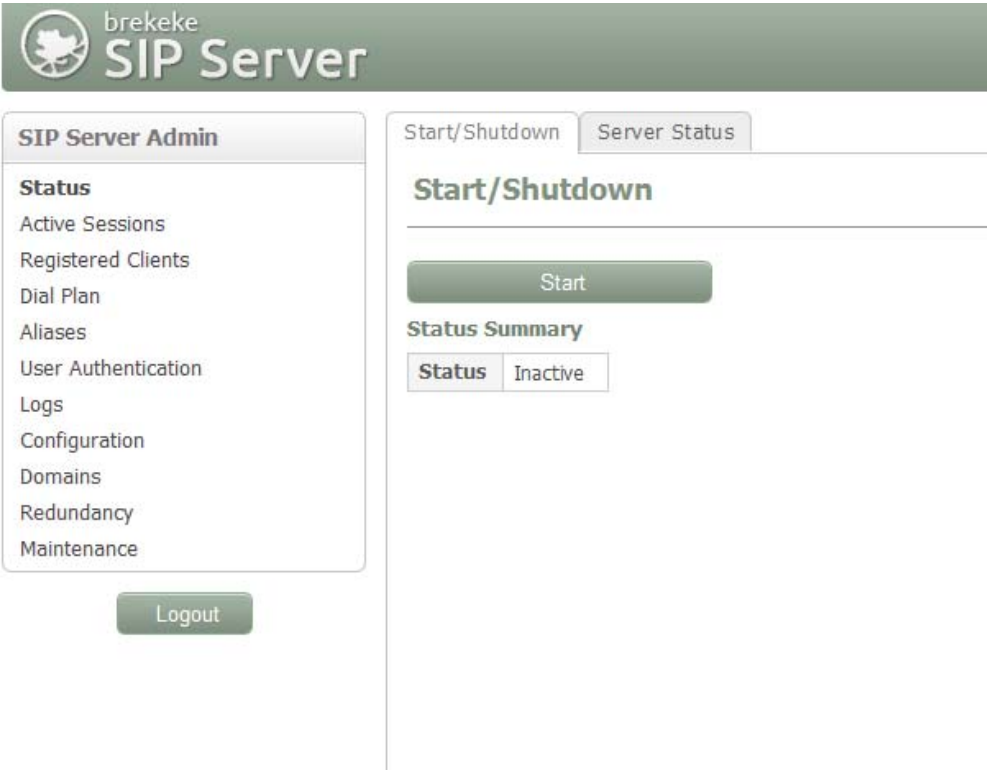 brekeke
SIP Server
SIP Server Admin
Status
Active Sessions
Registered Clients
Dial Plan
Aliases
User Authentication
Logs
Configuration
Domains
Redundancy
Maintenance
Logout
Start/Shutdown Server Status
Start/Shutdown
Start
Status Summary
Status Inactive